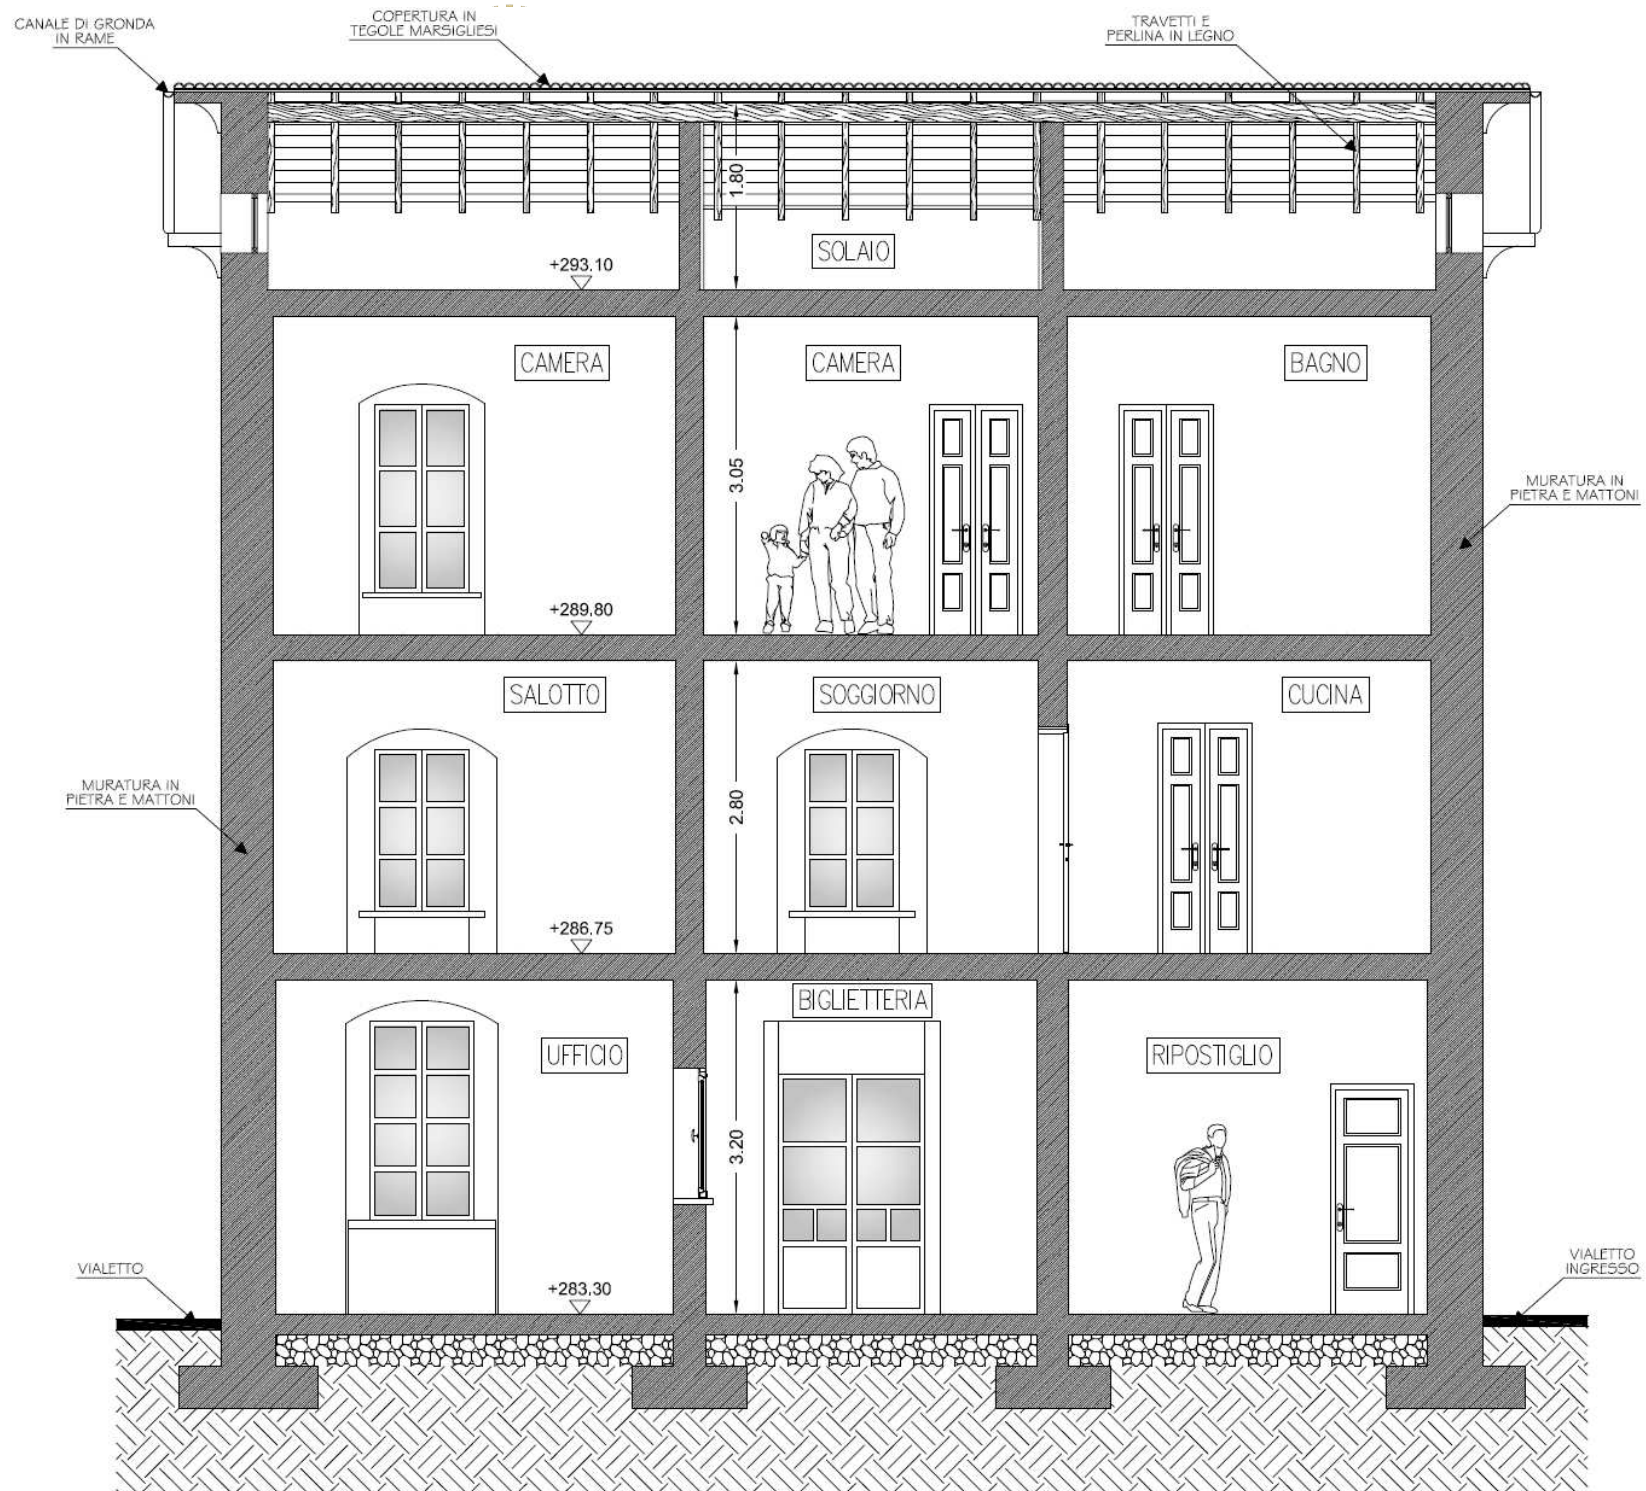 CANALE DI GRONDA
IN RAME
COPERTURA IN
TEGOLE MARSIGLIESI
TRAVETTI E
PERLINA IN LEGNO
1.80
SOLAIO
+293.10
CAMERA
CAMERA
BAGNO
3.05
MURATURA IN
PIETRA E MATTONI
+289,80
SALOTTO
SOGGIORNO
CUCINA
MURATURA IN
PIETRA E MATTONI
2.80
+286.75
BIGLIETTERIA
UFFICIO
RIPOSTIGLIO
3.20
VIALETTO
VIALETTO
INGRESSO
+283,30